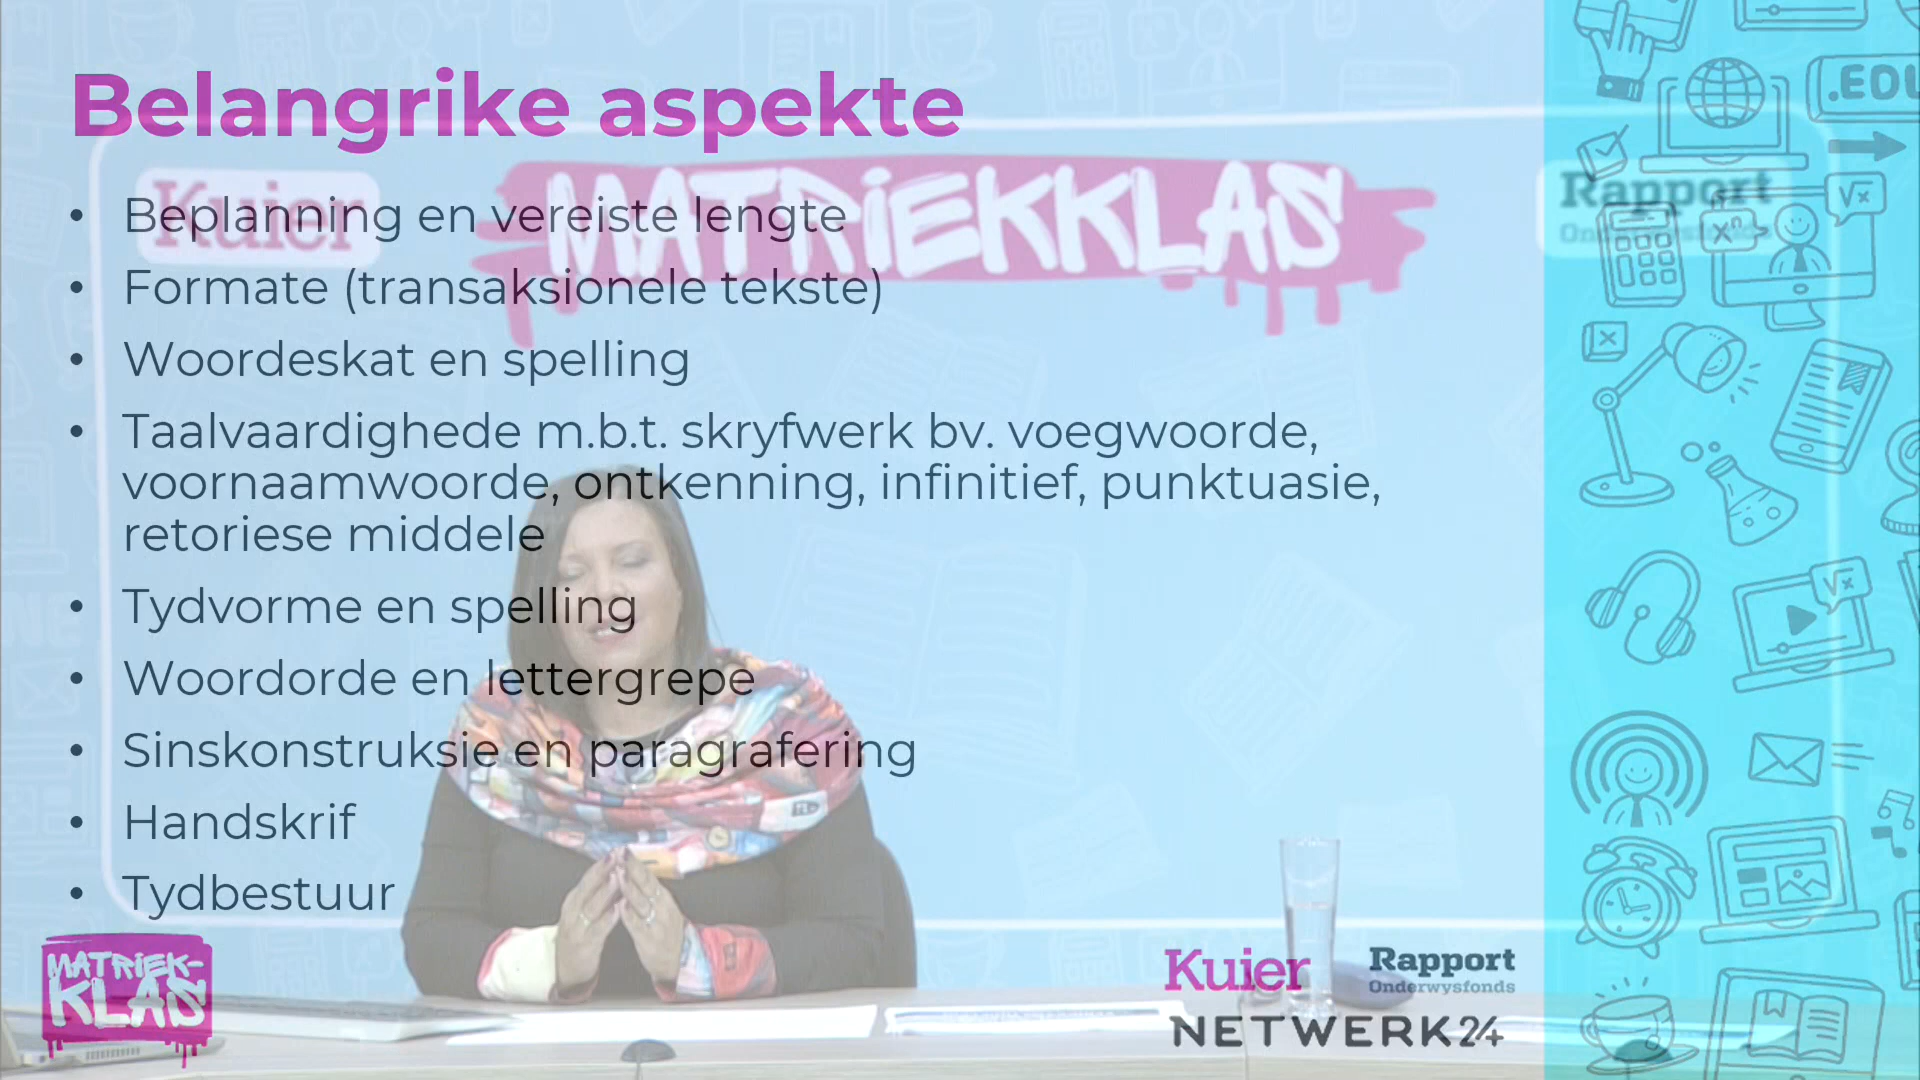 Belangrike aspekte
Kuier
MATRIEKKLAS
Rapport
Onderwysfonds
• Beplanning en vereiste lengte
• Formate (transaksionele tekste)
• Woordeskat en spelling
• Taalvaardighede m.b.t. skryfwerk bv. voegwoorde,
voornaamwoorde, ontkenning, infinitief, punktuasie,
retoriese middele
• Tydvorme en spelling
• Woordorde en lettergrepe
• Sinskonstruksie en paragrafering
• Handskrif
• Tydbestuur
MATRIEK-
KLAS
Kuier
Rapport
Onderwysfonds
NETWERK24
.EDU
√x
xⁿ
√x